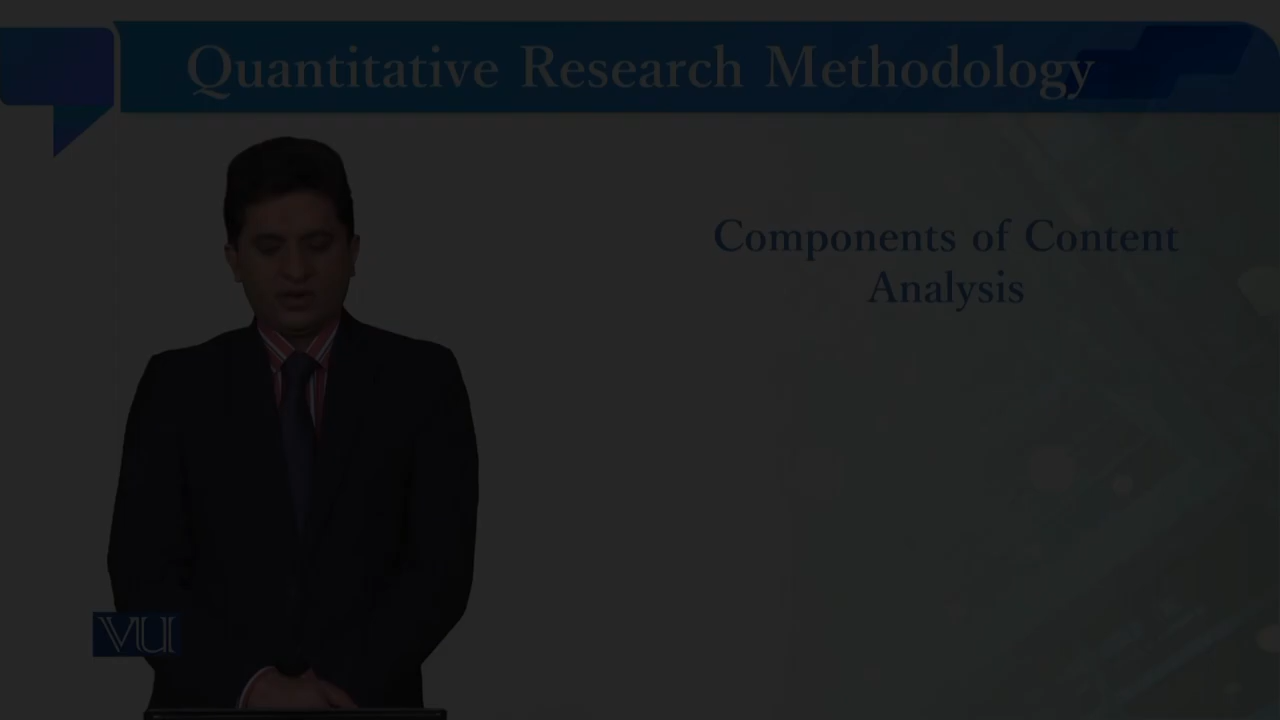 Quantitative Research Methodology
Components of Content
Analysis
VU